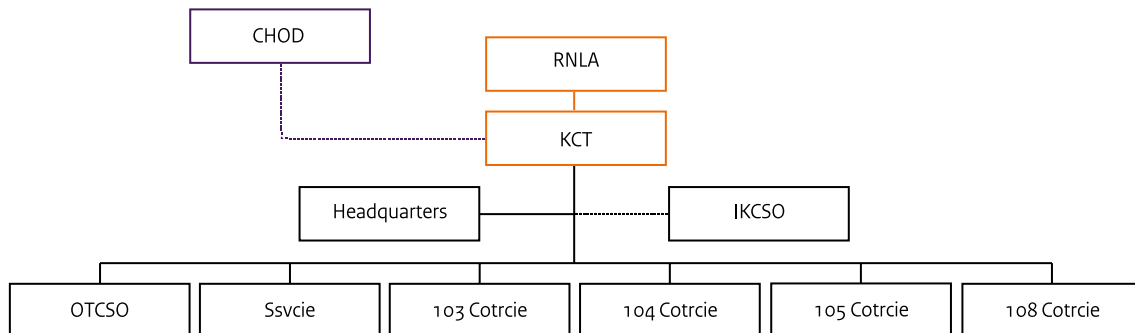 CHOD
RNLA
KCT
Headquarters
IKCSO
OTCSO
Ssvcie
103 Cotrcie
104 Cotrcie
105 Cotrcie
108 Cotrcie